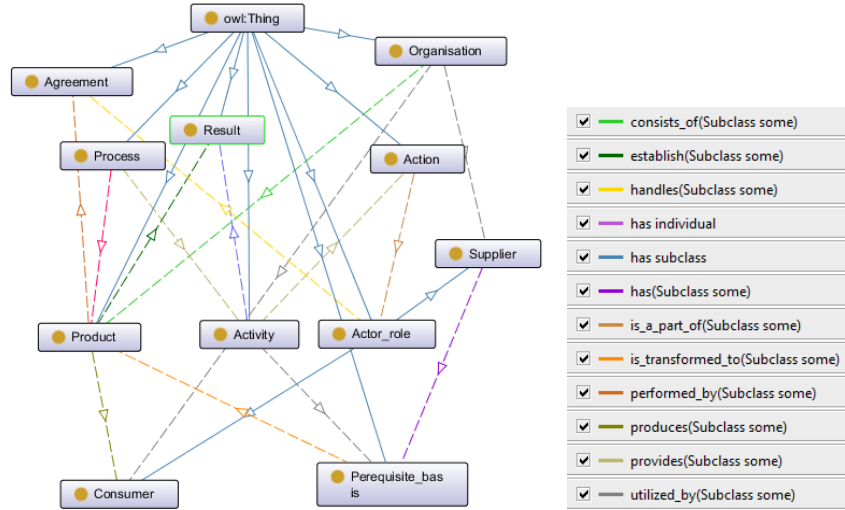 owl:Thing
Organisation
Agreement
Result
Process
Action
Supplier
Product
Activity
Actor_role
Perequisite_bas
is
Consumer
consists_of(Subclass some)
establish(Subclass some)
handles(Subclass some)
has individual
has subclass
has(Subclass some)
is_a_part_of(Subclass some)
is_transformed_to(Subclass some)
performed_by(Subclass some)
produces(Subclass some)
provides(Subclass some)
utilized_by(Subclass some)